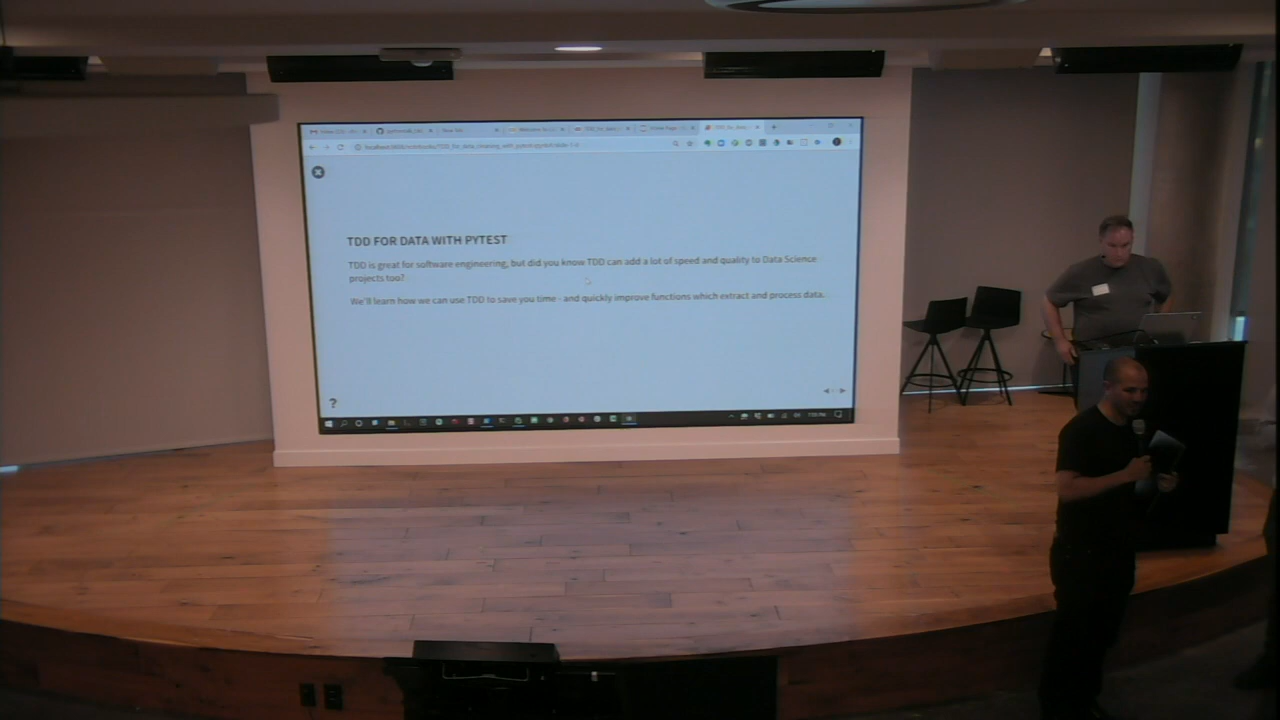 TDD FOR DATA WITH PYTEST
TDD is great for software engineering, but did you know TDD can add a lot of speed and quality to Data Science
projects too?
We'll learn how we can use TDD to save you time - and quickly improve functions which extract and process data.
?